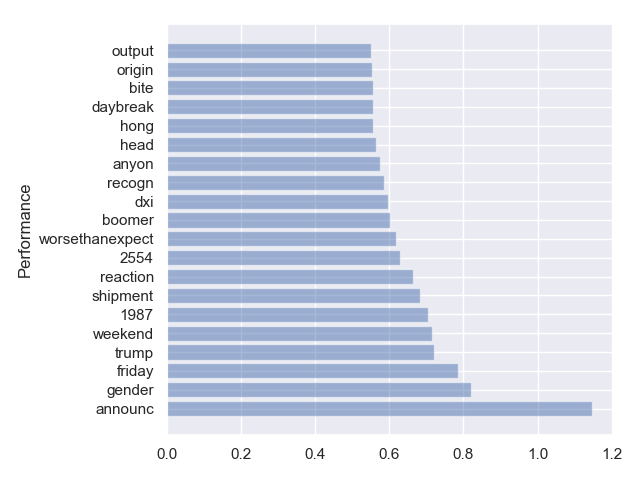 output
origin
bite
daybreak
hong
head
anyon
recogn
dxi
boomer
worsethanexpect
2554
reaction
shipment
1987
weekend
trump
friday
gender
announc
Performance
0.0 0.2 0.4 0.6 0.8 1.0 1.2